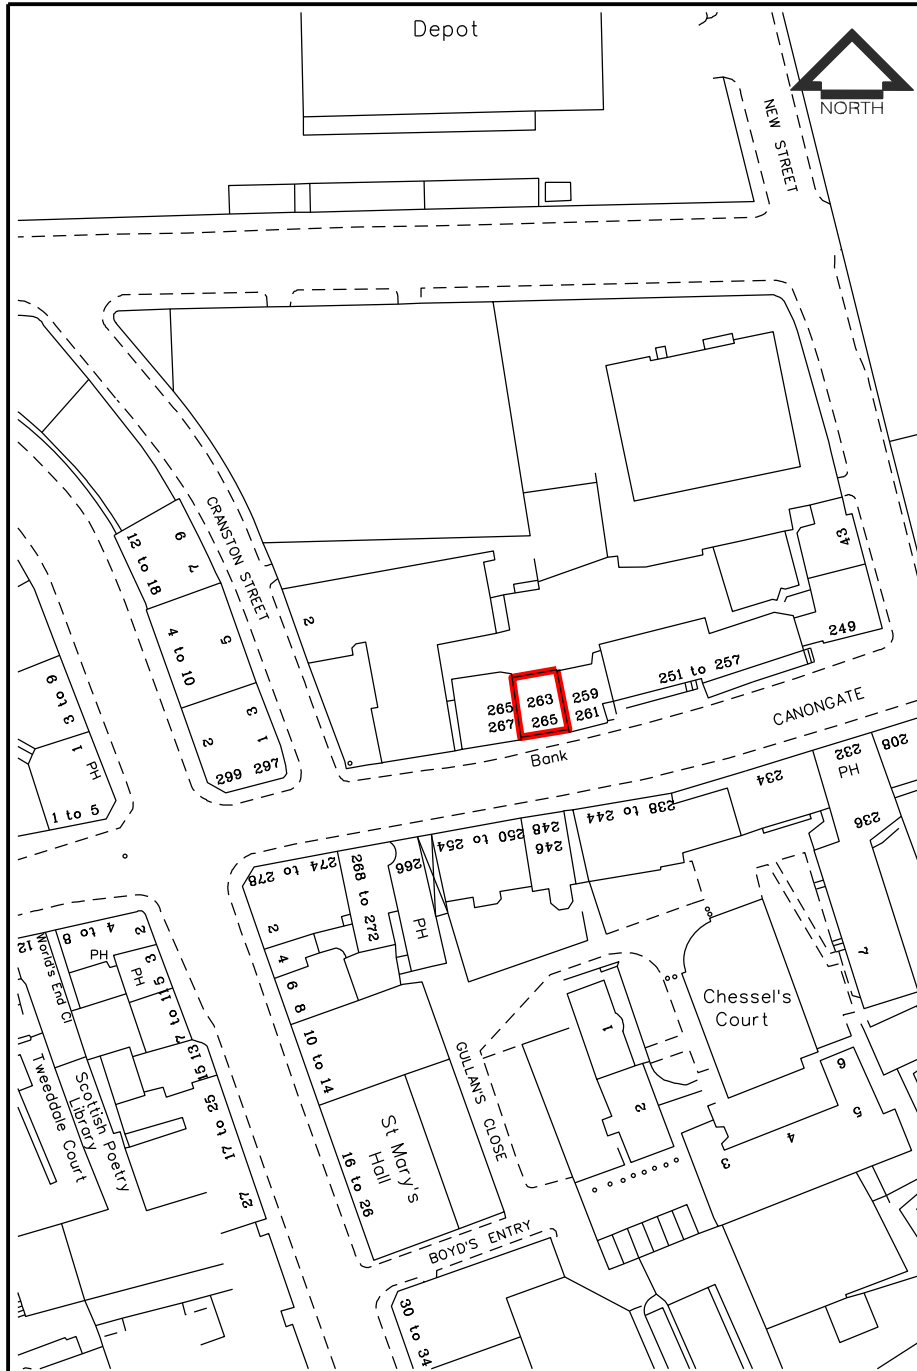 Depot
NORTH
NEW STREET
CRANSTON STREET
12 to 18
6
7
4 to 10
5
2
3
1
299
297
2
43
249
251 to 257
265
267
263
265
259
261
Bank
CANONGATE
6 to 3
1
PH
1 to 5
208
232
PH
234
236
238 to 244
248
246
250 to 254
266
PH
268 to 272
274 to 278
2
4
6
8
10 to 14
12
World's End Cl
4 to 8
PH
2
3
5
PH
11 to 7
13
15
17 to 25
27
Tweeddale Court
Scottish Poetry
Library
St Mary's
Hall
16 to 26
GULLAN'S CLOSE
BOYD'S ENTRY
30 to 34
Chessel's
Court
1
2
3
4
5
6
7